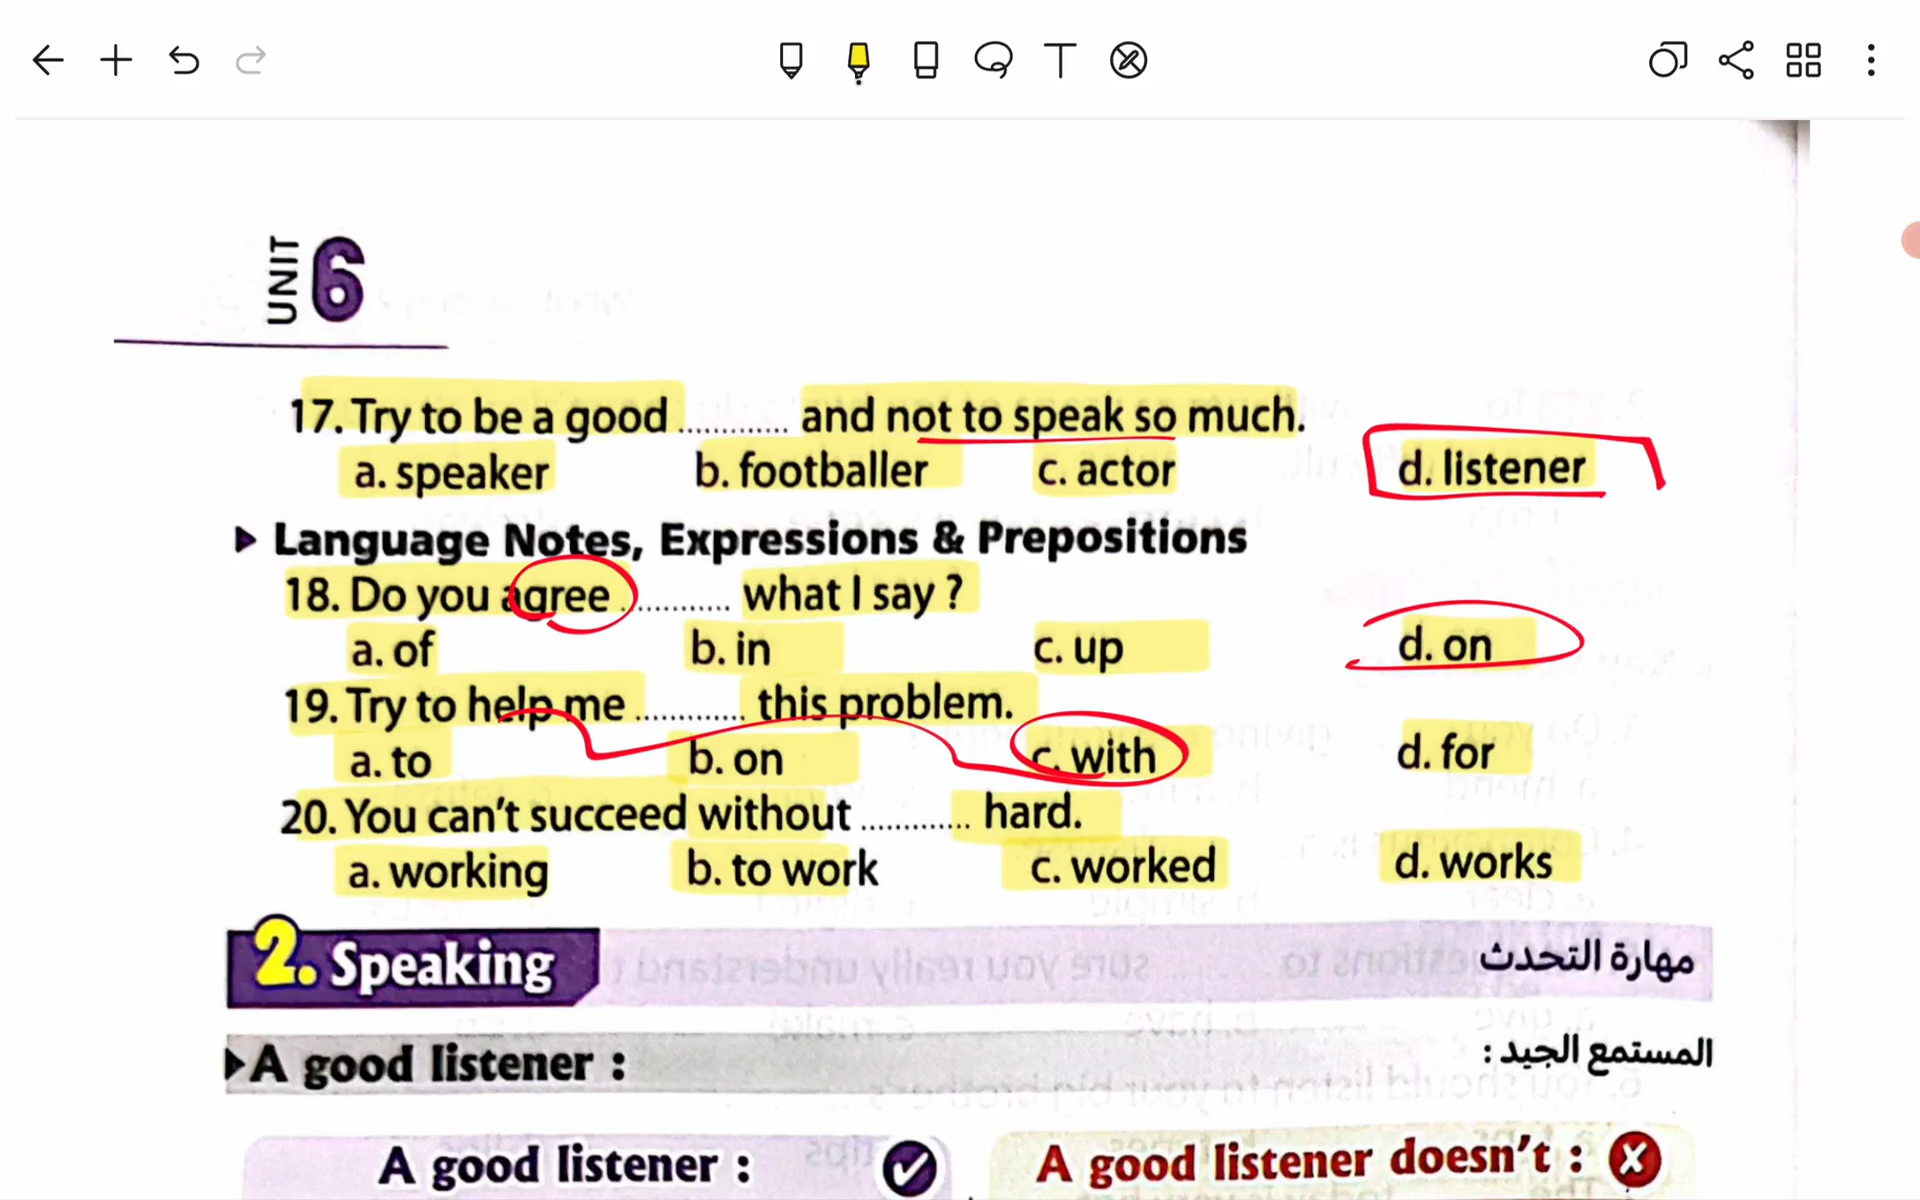 UNIT 6
17. Try to be a good ............ and not to speak so much.
a. speaker b. footballer c. actor d. listener
Language Notes, Expressions & Prepositions
18. Do you agree ............ what I say ?
a. of b. in c. up d. on
19. Try to help me ............ this problem.
a. to b. on c. with d. for
20. You can't succeed without ............ hard.
a. working b. to work c. worked d. works
2. Speaking مهارة التحدث
A good listener : المستمع الجيد :
A good listener : A good listener doesn't :